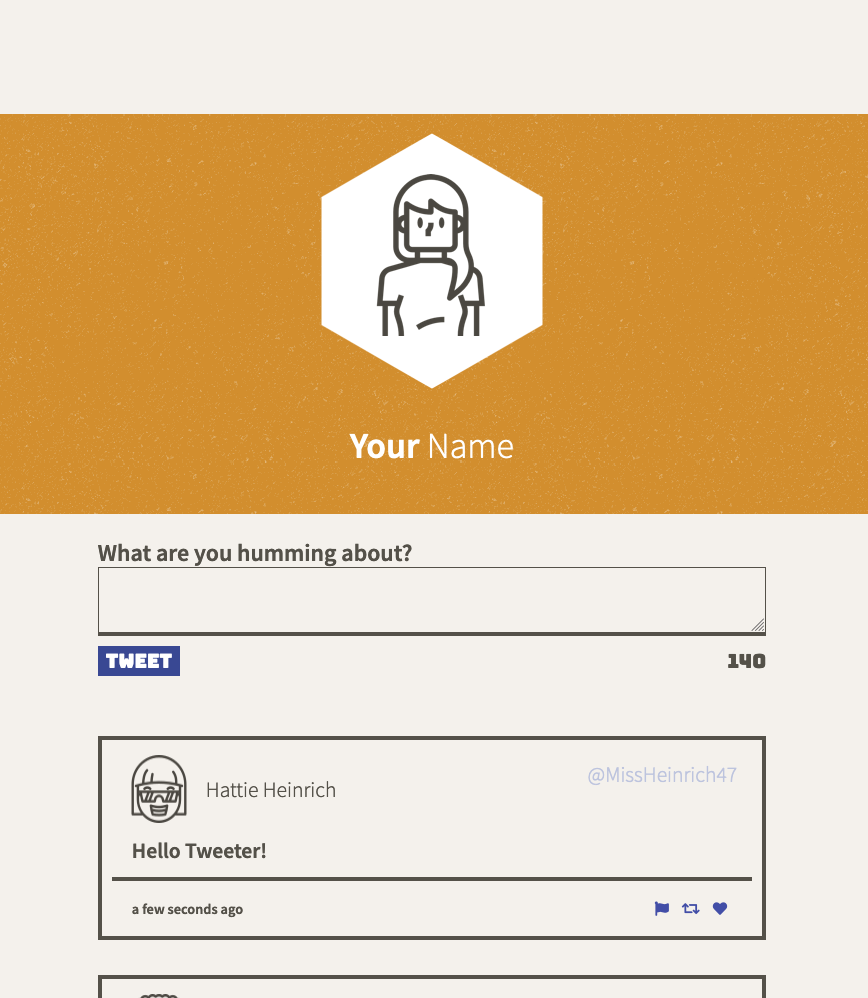 Your Name
What are you humming about?
TWEET 140
Hattie Heinrich @MissHeinrich47
Hello Tweeter!
a few seconds ago